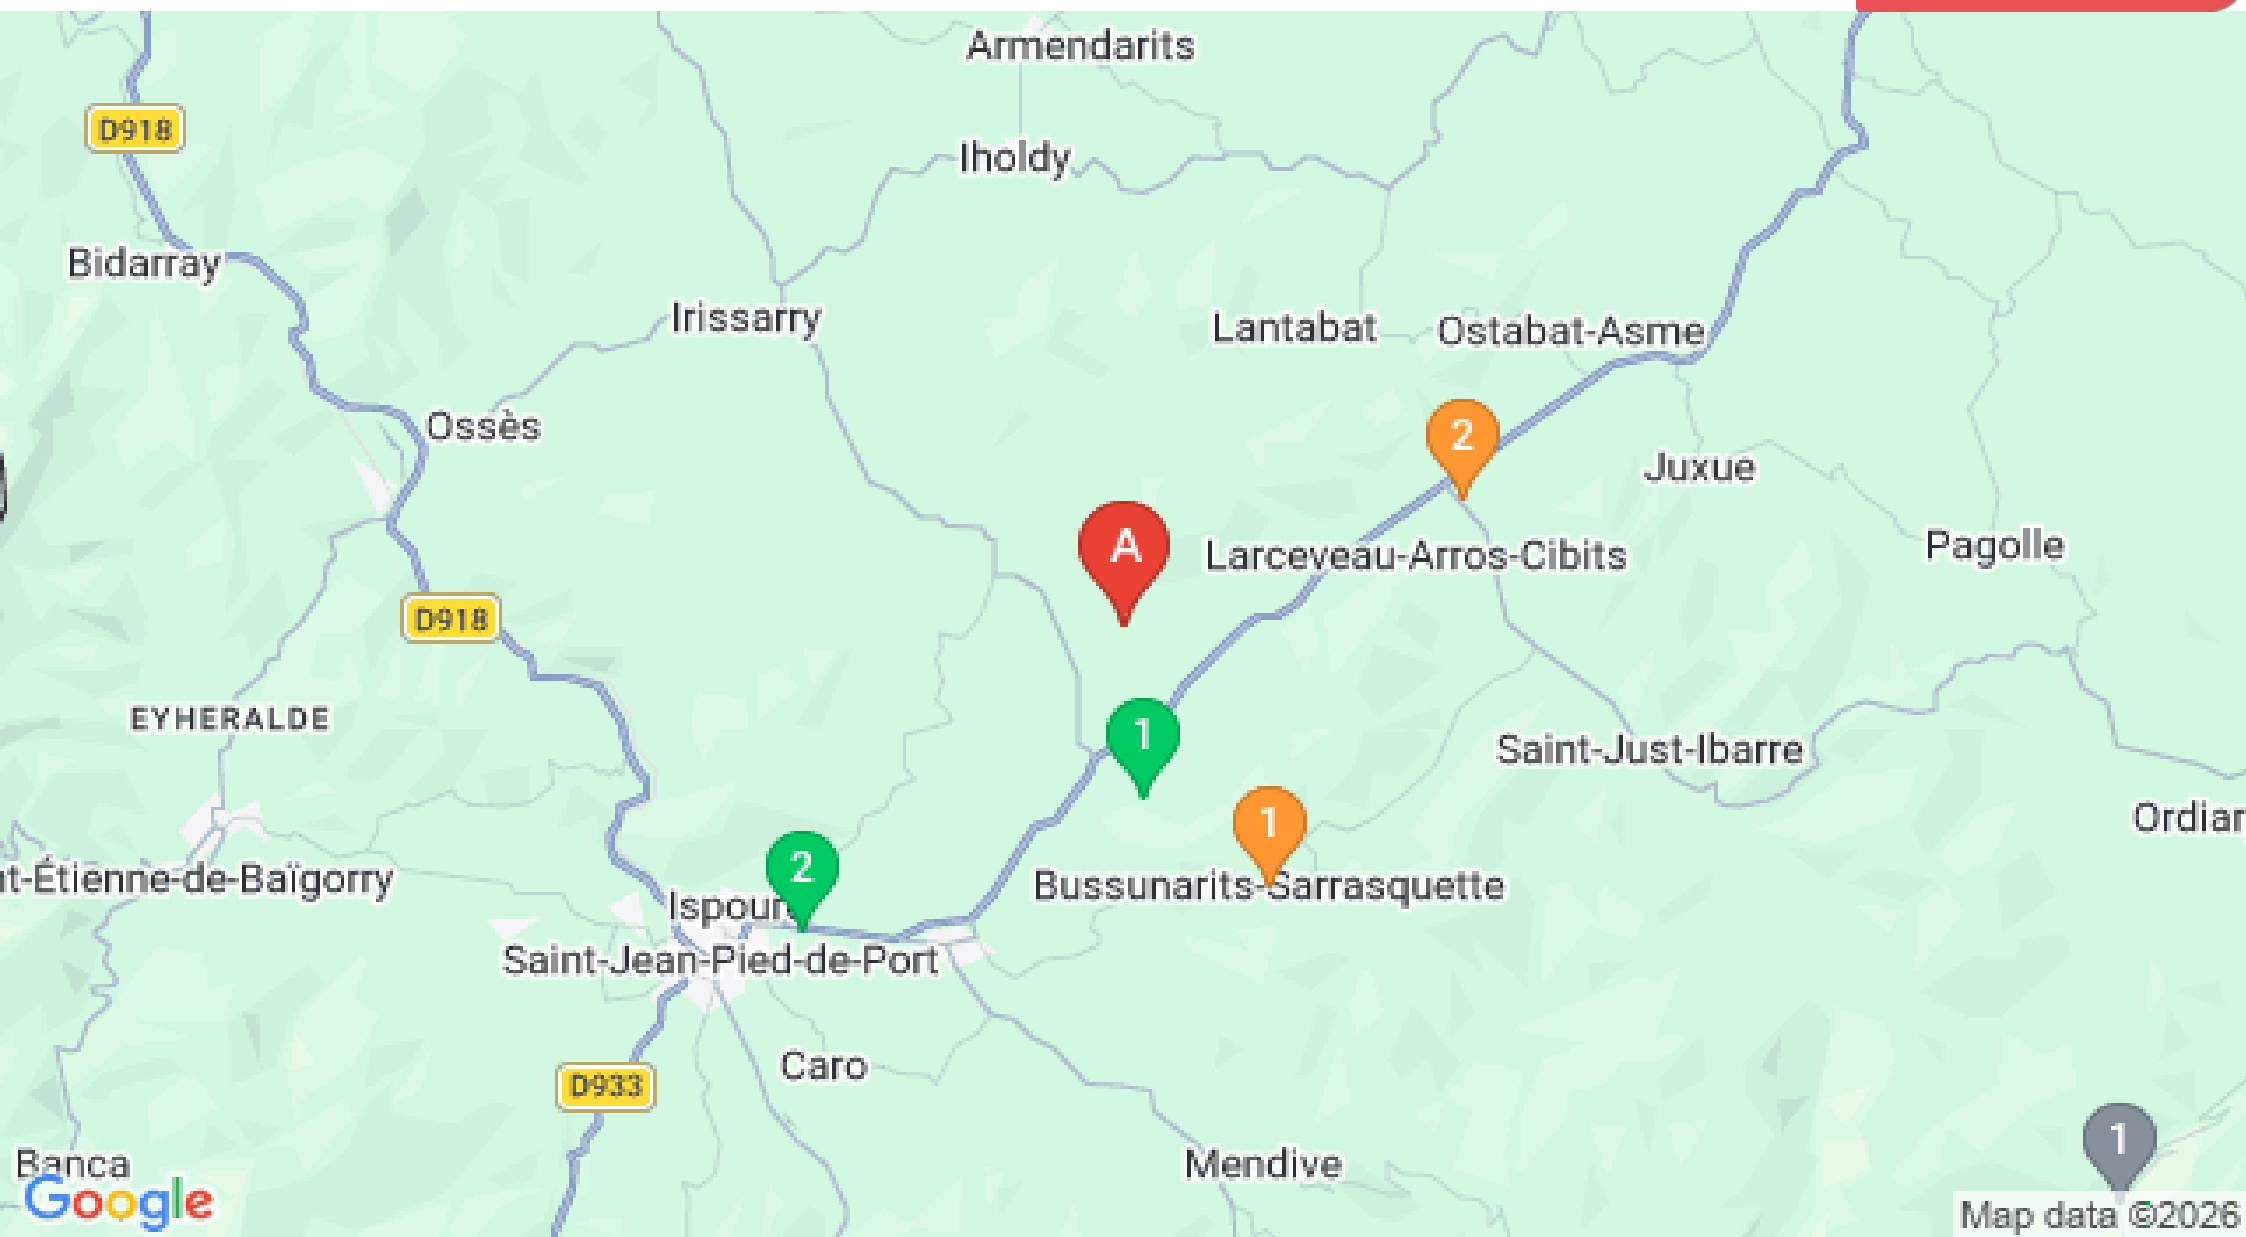 Armendarits
D918
Iholdy
Bidarray
Irissarry
Lantabat
Ostabat-Asme
Ossès
2
Juxue
A
Larceveau-Arros-Cibits
Pagolle
D918
EYHERALDE
1
Saint-Just-Ibarre
1
Ordiar
2
nt-Étienne-de-Baïgorry
Bussunarits-Sarrasquette
Ispoure
Saint-Jean-Pied-de-Port
Caro
D933
1
Banca
Mendive
Google
Map data ©2026